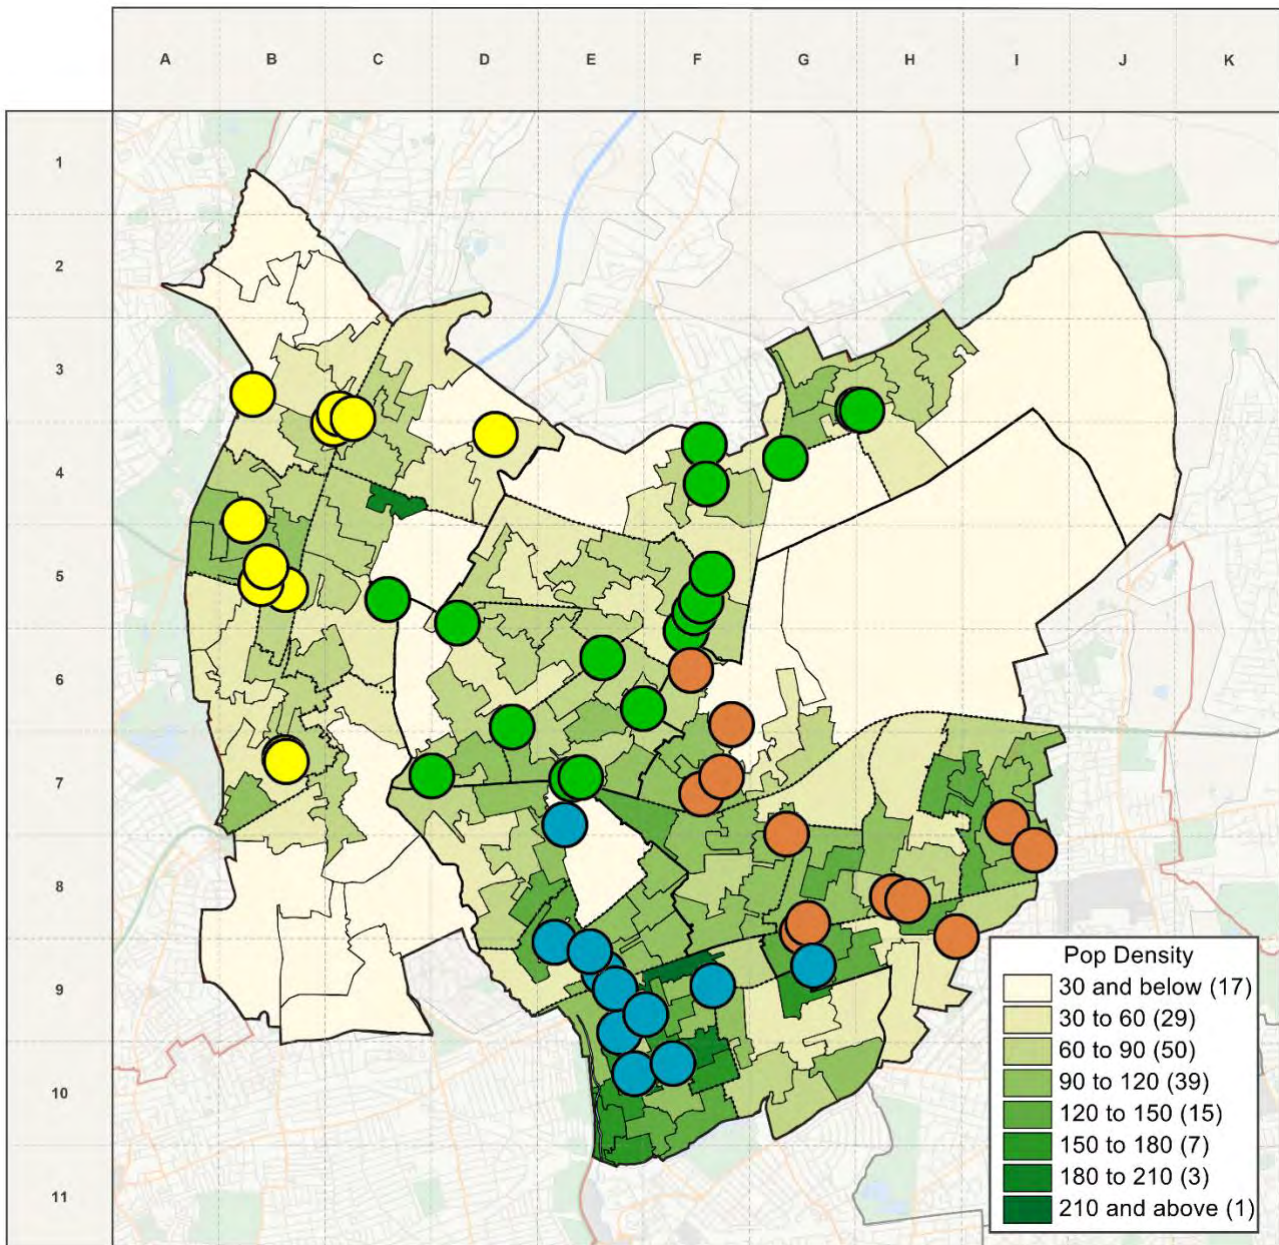 A B C D E F G H I J K
1
2
3
4
5
6
7
8
9
10
11
Pop Density
30 and below (17)
30 to 60 (29)
60 to 90 (50)
90 to 120 (39)
120 to 150 (15)
150 to 180 (7)
180 to 210 (3)
210 and above (1)